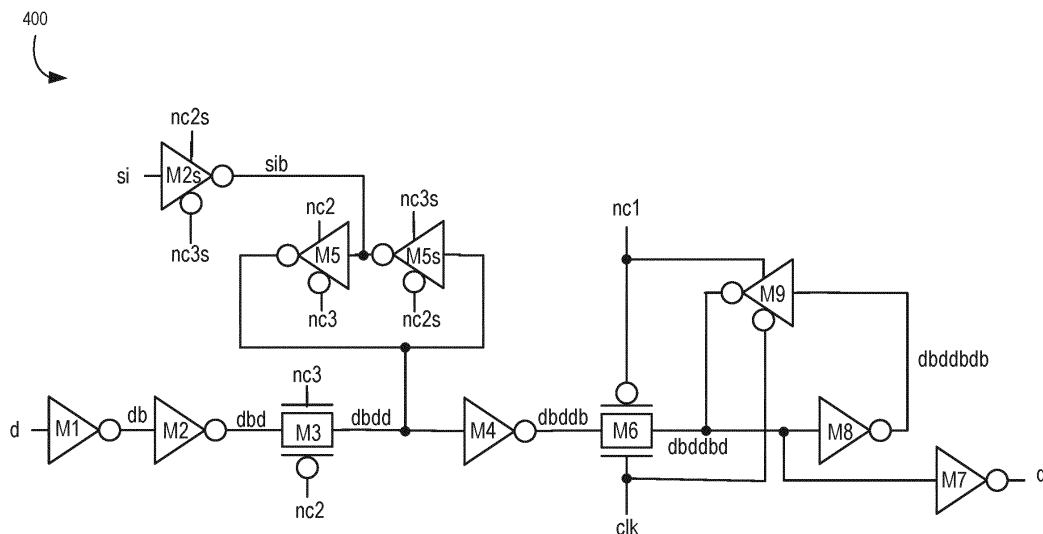 400
nc2s
si
M2s
sib
nc3s
nc2
nc3s
M5
M5s
nc3
nc2s
nc1
M9
dbddbdb
nc3
d
M1
db
M2
dbd
M3
dbdd
M4
dbddb
M6
dbddbd
M8
nc2
clk
M7